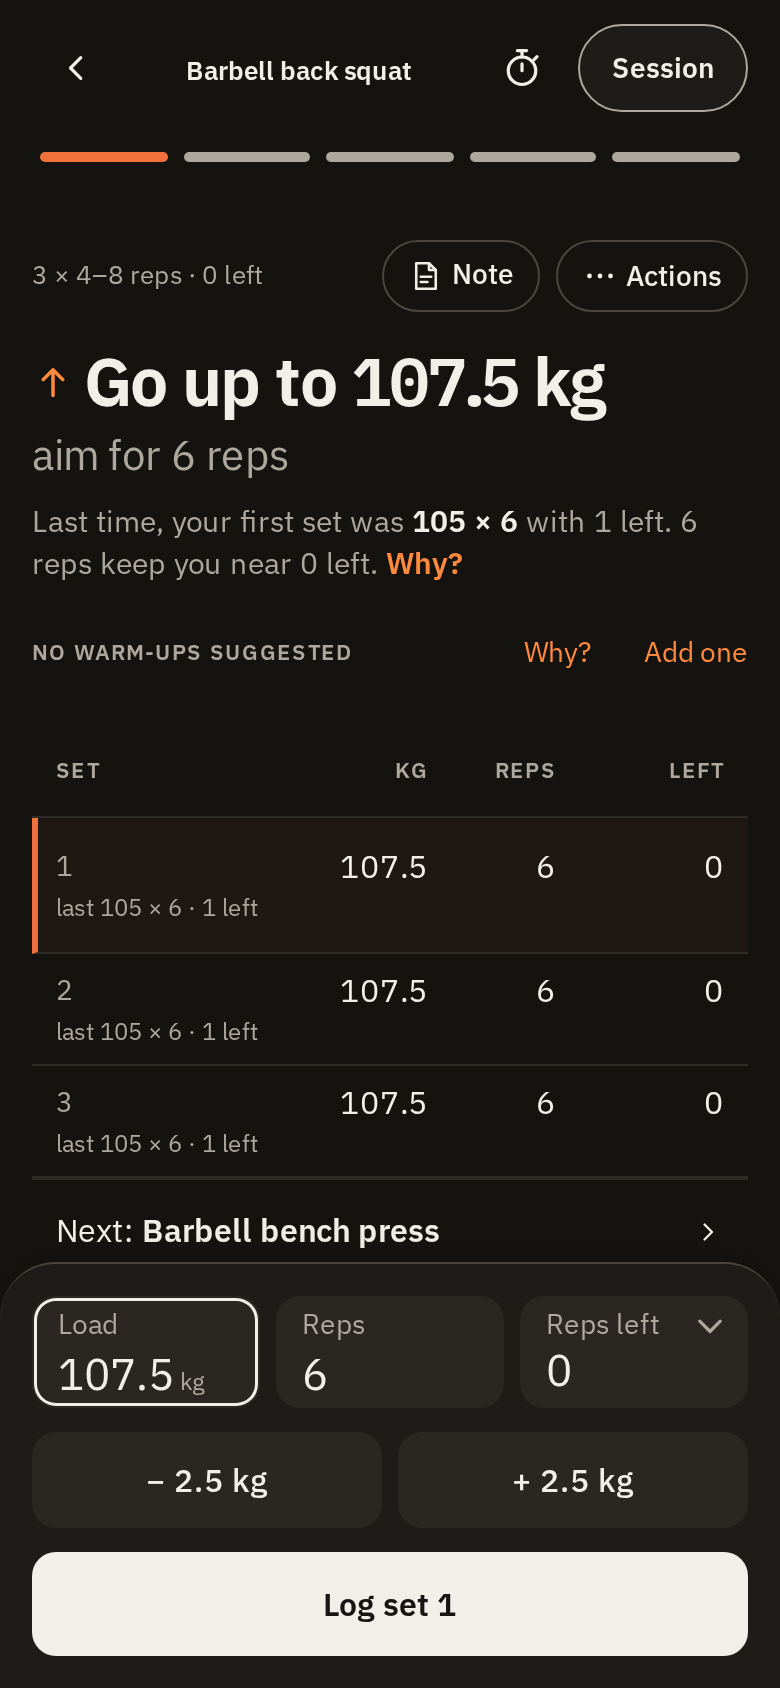 Barbell back squat
Session
3 × 4–8 reps · 0 left
Note
··· Actions
↑ Go up to 107.5 kg
aim for 6 reps
Last time, your first set was 105 × 6 with 1 left. 6
reps keep you near 0 left. Why?
NO WARM-UPS SUGGESTED
Why?
Add one
SET KG REPS LEFT
1 107.5 6 0
last 105 × 6 · 1 left
2 107.5 6 0
last 105 × 6 · 1 left
3 107.5 6 0
last 105 × 6 · 1 left
Next: Barbell bench press
Load Reps Reps left
107.5 kg 6 0
– 2.5 kg + 2.5 kg
Log set 1